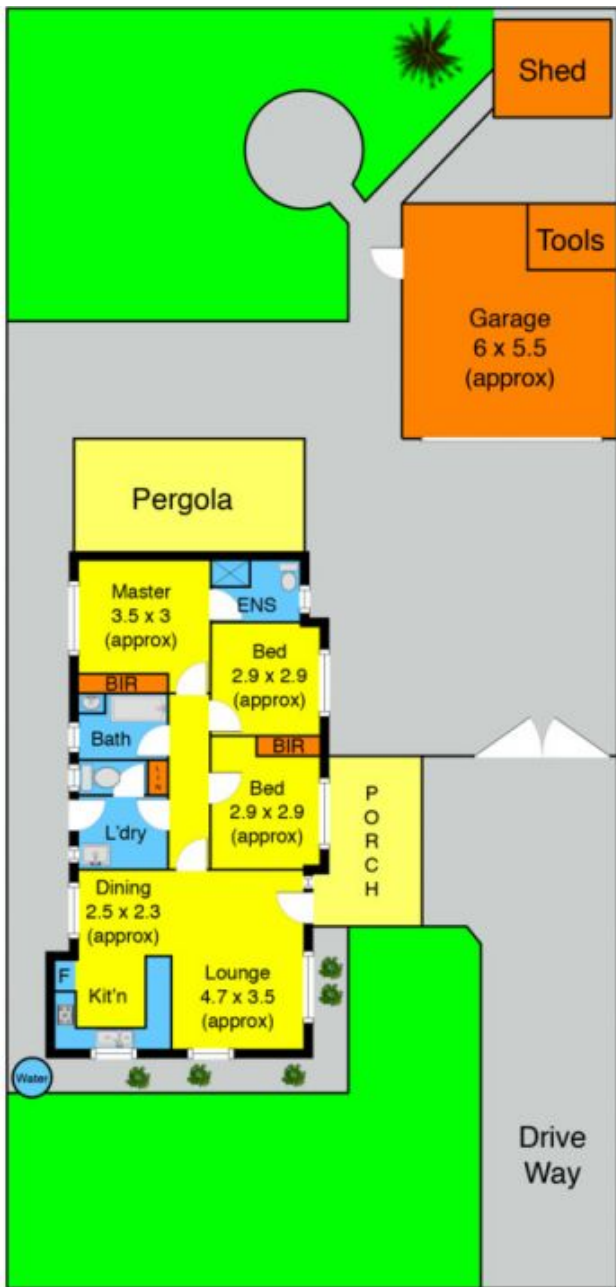 Shed
Tools
Garage
6 x 5.5
(approx)
Pergola
Master
3.5 x 3
(approx)
ENS
Bed
2.9 x 2.9
(approx)
BIR
Bath
BIR
LIN
Bed
2.9 x 2.9
(approx)
L'dry
PORCH
Dining
2.5 x 2.3
(approx)
F
Kit'n
Lounge
4.7 x 3.5
(approx)
Water
Drive
Way